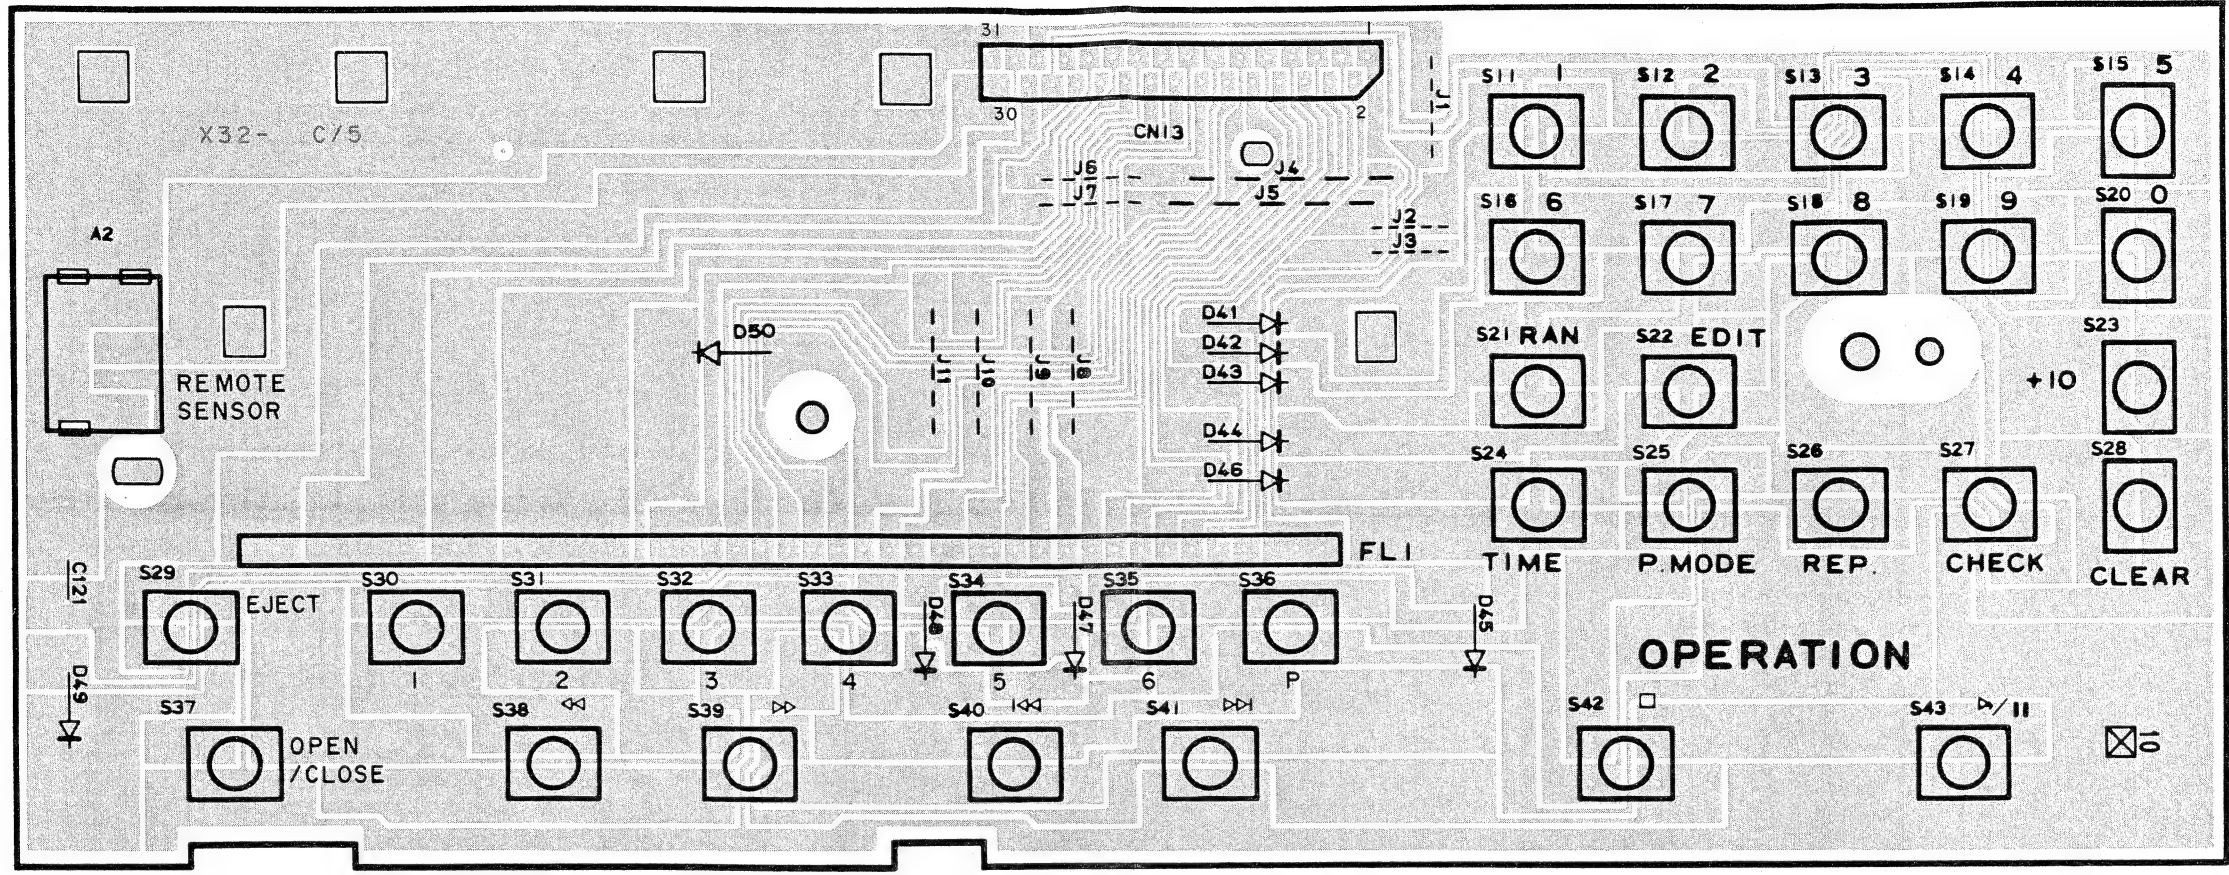 31 1
30 2
CN13
J1
X32- C/5
S11 1 S12 2 S13 3 S14 4 S15 5
J6 J4
J7 J5
S16 6 S17 7 S18 8 S19 9 S20 0
J2
J3
A2
REMOTE
SENSOR
D50
J11 J10 J9 J8
D41
D42
D43
D44
D46
S21 RAN S22 EDIT S23
+10
S24 S25 S26 S27 S28
TIME P.MODE REP. CHECK CLEAR
FL1
C121
S29 S30 S31 S32 S33 S34 S35 S36
EJECT
D48 D47 D45
1 2 3 4 5 6 P
OPERATION
D49
S37 S38 ◁◁ S39 ▷▷ S40 I◁◁ S41 ▷▷I S42 □ S43 ▷/II
OPEN
/CLOSE
10